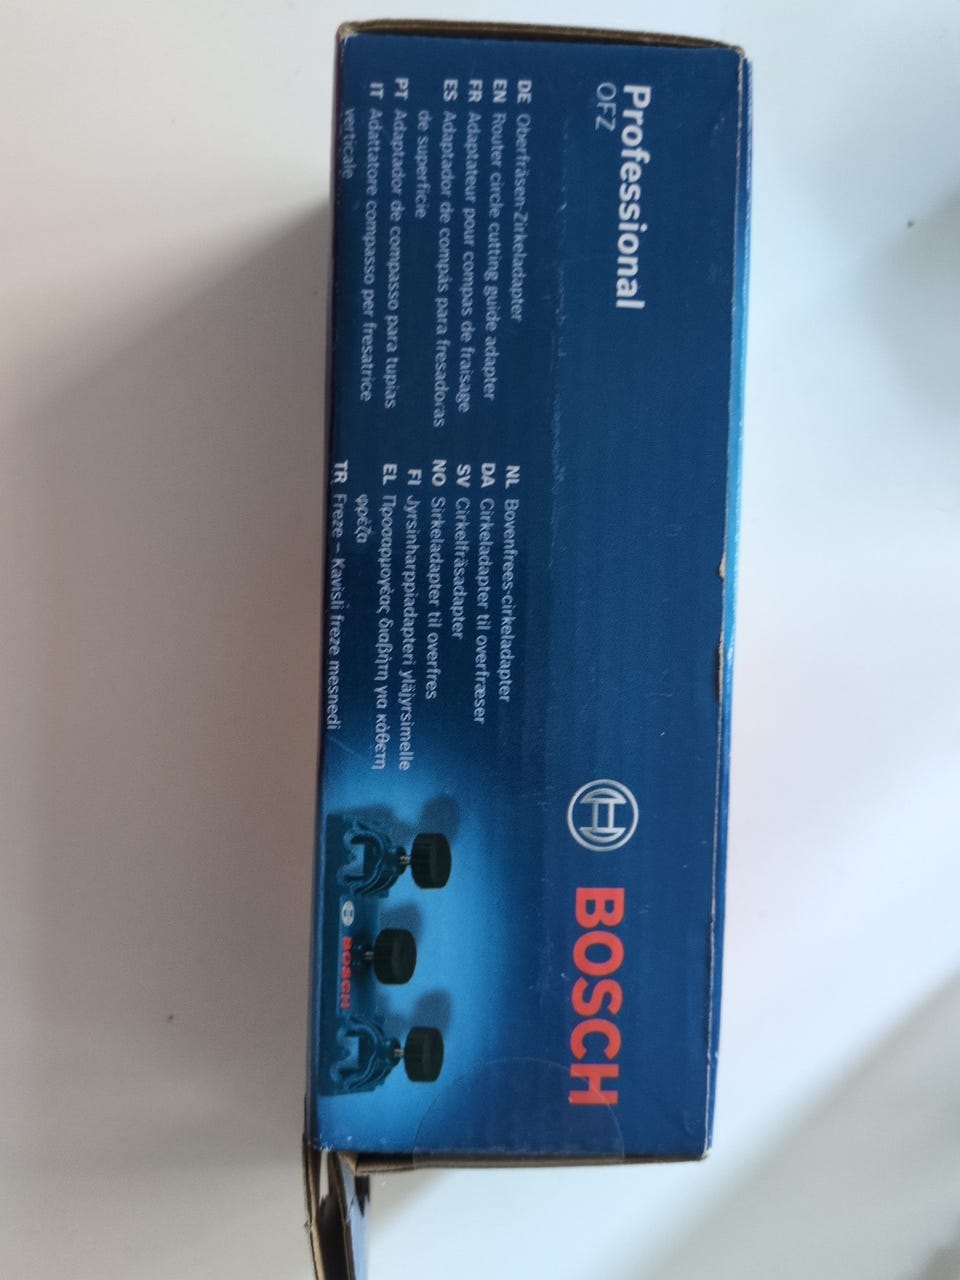 Professional
OFZ
DE Oberfräsen-Zirkeladapter
EN Router circle cutting guide adapter
FR Adaptateur pour compas de fraisage
ES Adaptador de compás para fresadoras
de superficie
PT Adaptador de compasso para tupias
IT Adattatore compasso per fresatrice
verticale
NL Bovenfrees-cirkeladapter
DA Cirkeladapter til overfræser
SV Cirkelfräsadapter
NO Sirkeladapter til overfres
FI Jyrsinharppiadapteri yläjyrsimelle
EL Προσαρμογέας διαβήτη για κάθετη
φρέζα
TR Freze – Kavisli freze mesnedi
BOSCH
BOSCH